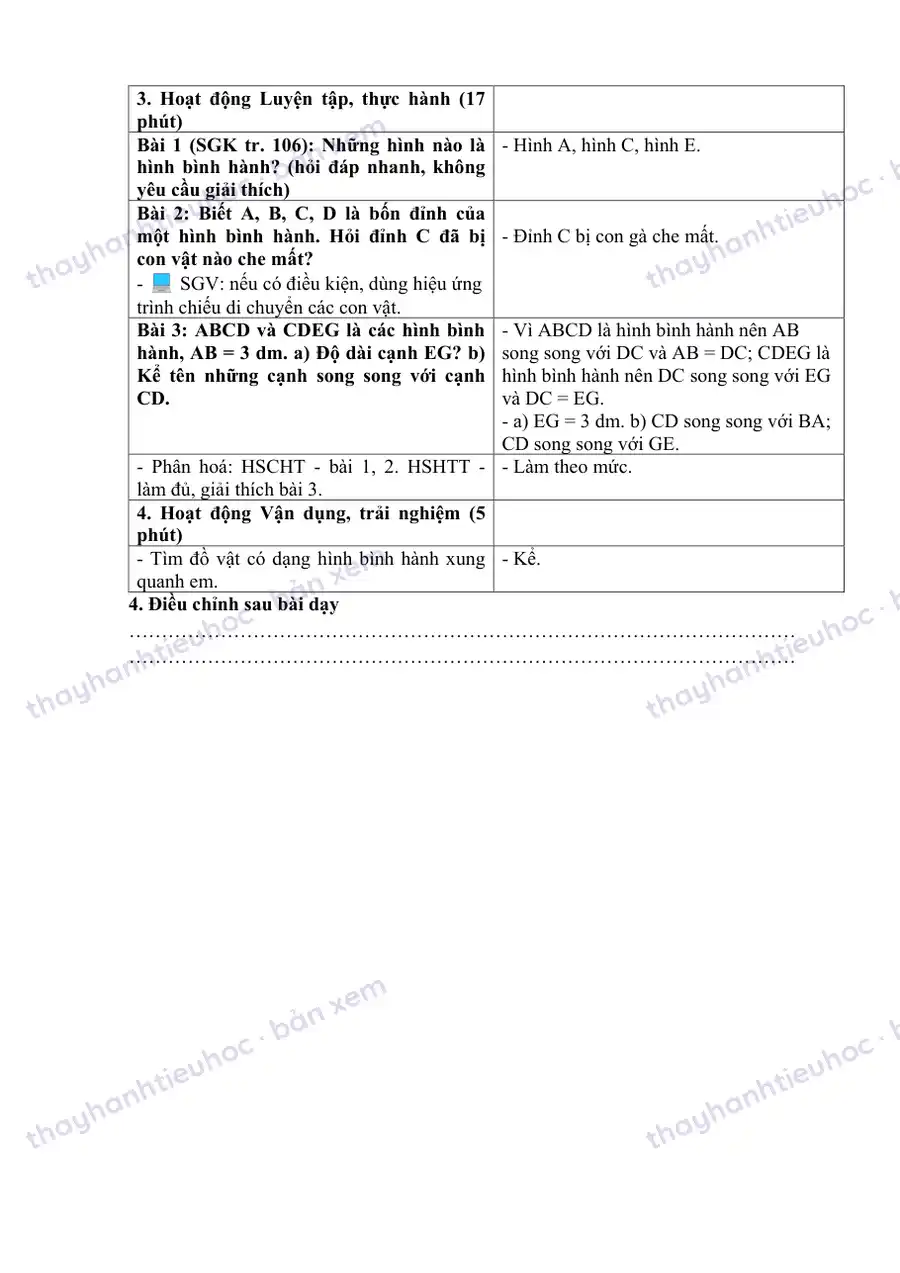 3. Hoạt động Luyện tập, thực hành (17
phút)
Bài 1 (SGK tr. 106): Những hình nào là
hình bình hành? (hỏi đáp nhanh, không
yêu cầu giải thích)
- Hình A, hình C, hình E.
Bài 2: Biết A, B, C, D là bốn đỉnh của
một hình bình hành. Hỏi đỉnh C đã bị
con vật nào che mất?
- SGV: nếu có điều kiện, dùng hiệu ứng
trình chiếu di chuyển các con vật.
- Đỉnh C bị con gà che mất.
Bài 3: ABCD và CDEG là các hình bình
hành, AB = 3 dm. a) Độ dài cạnh EG? b)
Kể tên những cạnh song song với cạnh
CD.
- Vì ABCD là hình bình hành nên AB
song song với DC và AB = DC; CDEG là
hình bình hành nên DC song song với EG
và DC = EG.
- a) EG = 3 dm. b) CD song song với BA;
CD song song với GE.
- Phân hoá: HSCHT - bài 1, 2. HSHTT -
làm đủ, giải thích bài 3.
- Làm theo mức.
4. Hoạt động Vận dụng, trải nghiệm (5
phút)
- Tìm đồ vật có dạng hình bình hành xung
quanh em.
- Kể.
4. Điều chỉnh sau bài dạy
……………………………………………………………………………………………
……………………………………………………………………………………………
thayhanhtieuhoc · bản xem
thayhanhtieuhoc · b
thayhanhtieuhoc · bản xem
thayhanhtieuhoc · b
thayhanhtieuhoc · bản xem
thayhanhtieuhoc · b